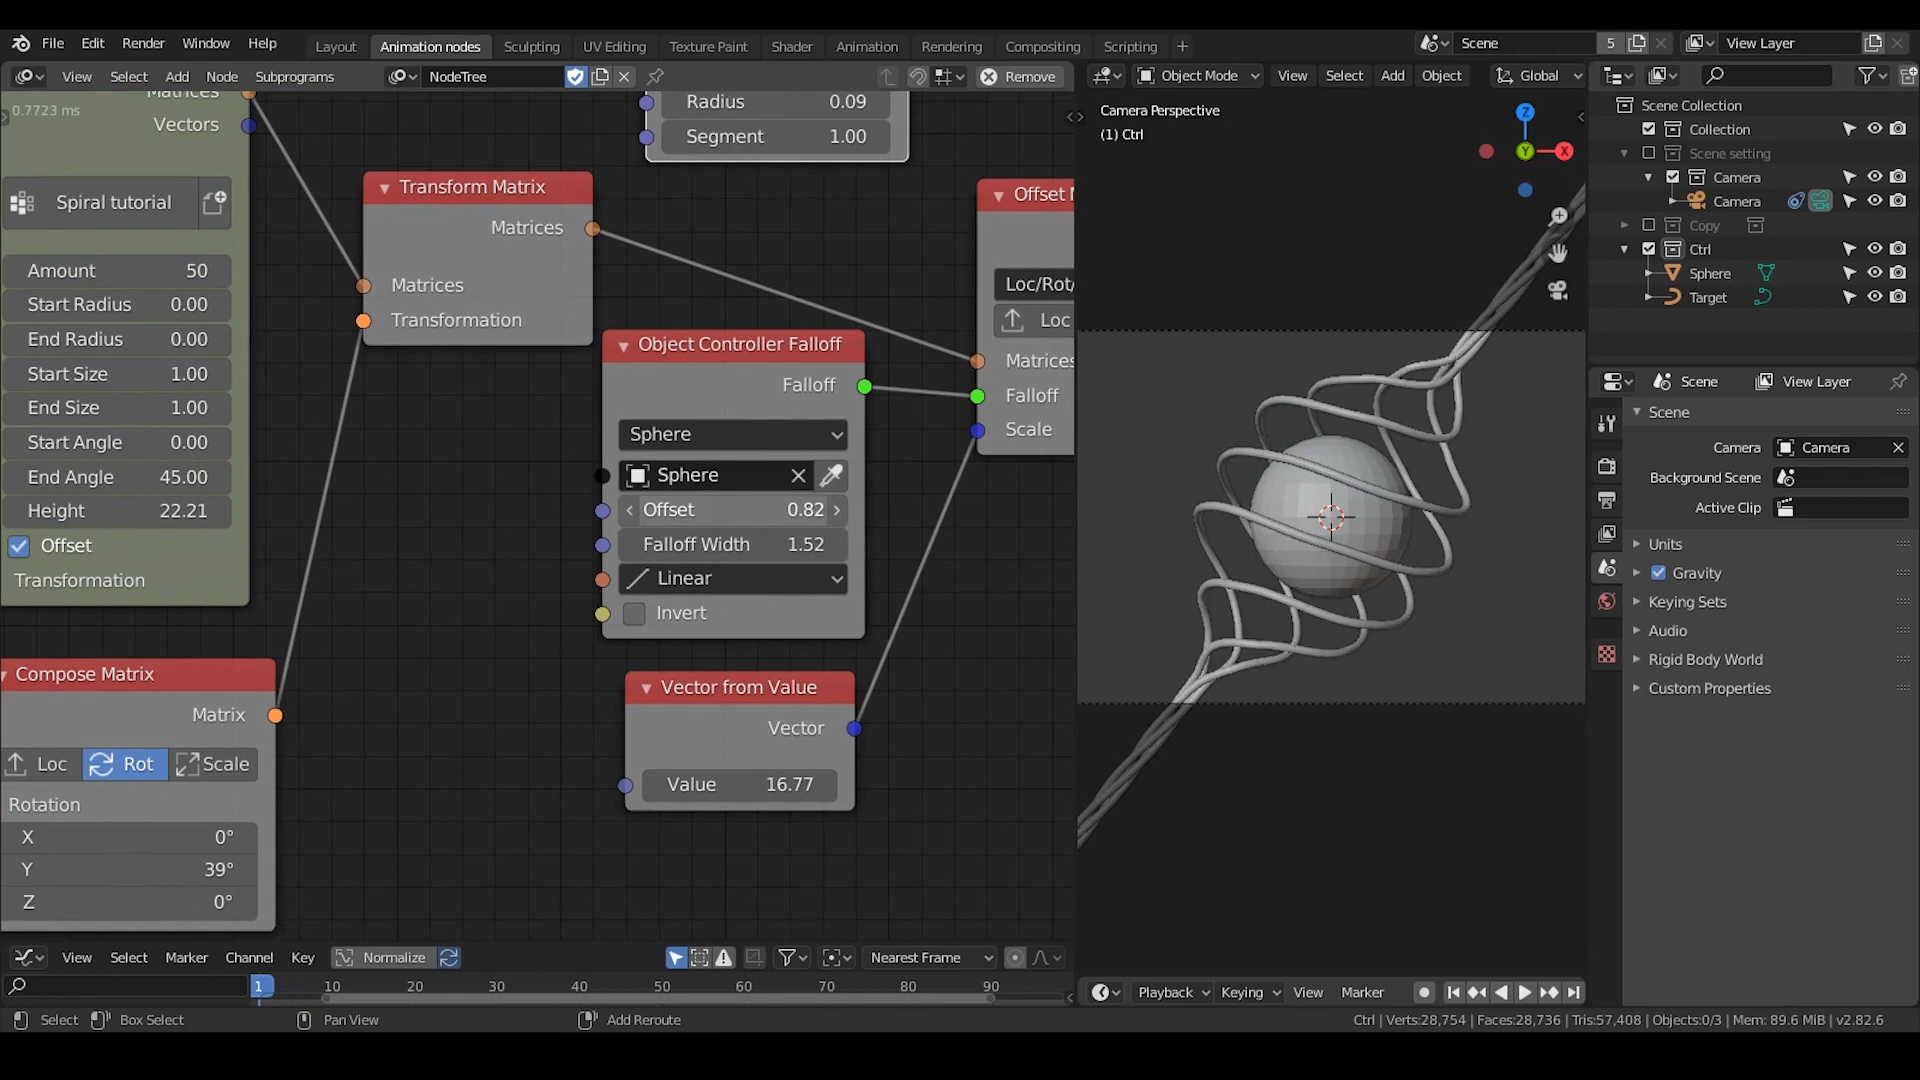 File Edit Render Window Help
Layout Animation nodes Sculpting UV Editing Texture Paint Shader Animation Rendering Compositing Scripting +
Scene 5
View Layer
View Select Add Node Subprograms
NodeTree
Remove
Object Mode View Select Add Object
Global
Matrices
0.7723 ms
Vectors
Spiral tutorial
Amount 50
Start Radius 0.00
End Radius 0.00
Start Size 1.00
End Size 1.00
Start Angle 0.00
End Angle 45.00
Height 22.21
Offset
Transformation
Compose Matrix
Matrix
Loc Rot Scale
Rotation
X 0°
Y 39°
Z 0°
Transform Matrix
Matrices
Matrices
Transformation
Radius 0.09
Segment 1.00
Object Controller Falloff
Falloff
Sphere
Sphere
Offset 0.82
Falloff Width 1.52
Linear
Invert
Vector from Value
Vector
Value 16.77
Offset
Loc/Rot/
Loc
Matrices
Falloff
Scale
Camera Perspective
(1) Ctrl
Z
Y
X
Scene Collection
Collection
Scene setting
Camera
Camera
Copy
Ctrl
Sphere
Target
Scene View Layer
Scene
Camera Camera
Background Scene
Active Clip
Units
Gravity
Keying Sets
Audio
Rigid Body World
Custom Properties
View Select Marker Channel Key Normalize
Nearest Frame
1 10 20 30 40 50 60 70 80 90
Playback Keying View Marker
Select Box Select Pan View Add Reroute
Ctrl | Verts:28,754 | Faces:28,736 | Tris:57,408 | Objects:0/3 | Mem: 89.6 MiB | v2.82.6